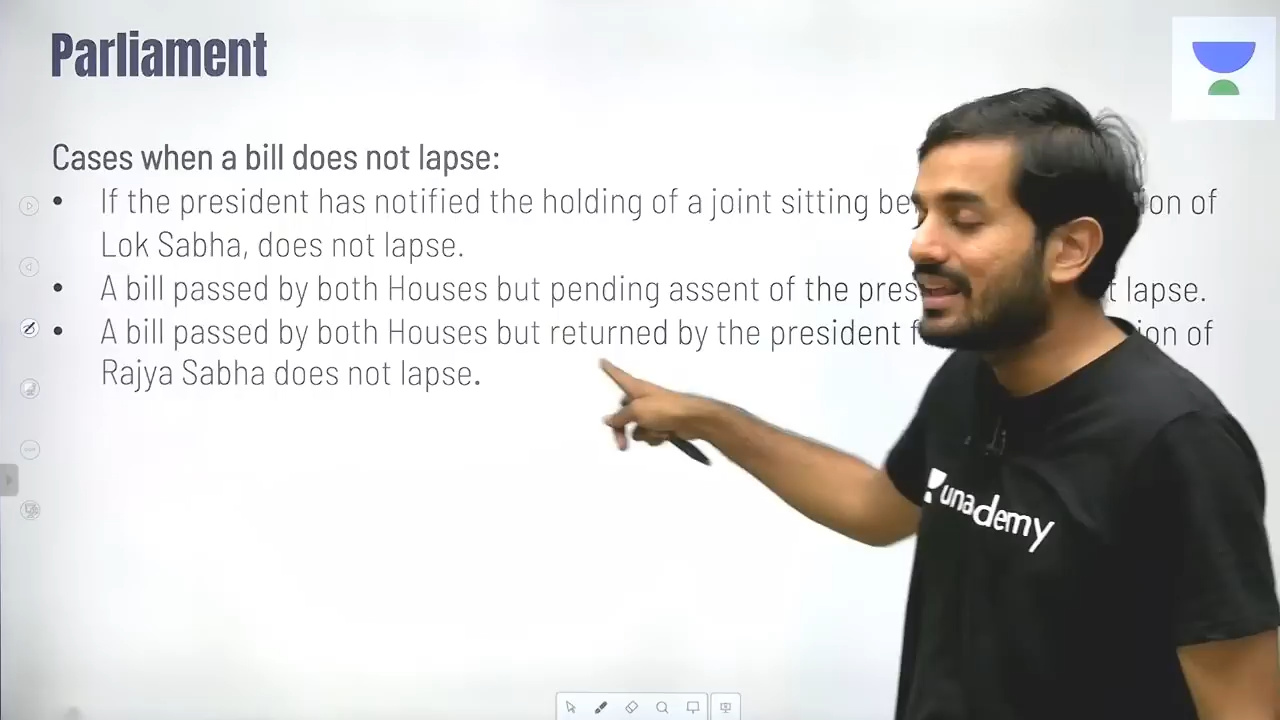 Parliament
Cases when a bill does not lapse:
• If the president has notified the holding of a joint sitting be ion of
Lok Sabha, does not lapse.
• A bill passed by both Houses but pending assent of the pres t lapse.
• A bill passed by both Houses but returned by the president f ion of
Rajya Sabha does not lapse.
unademy